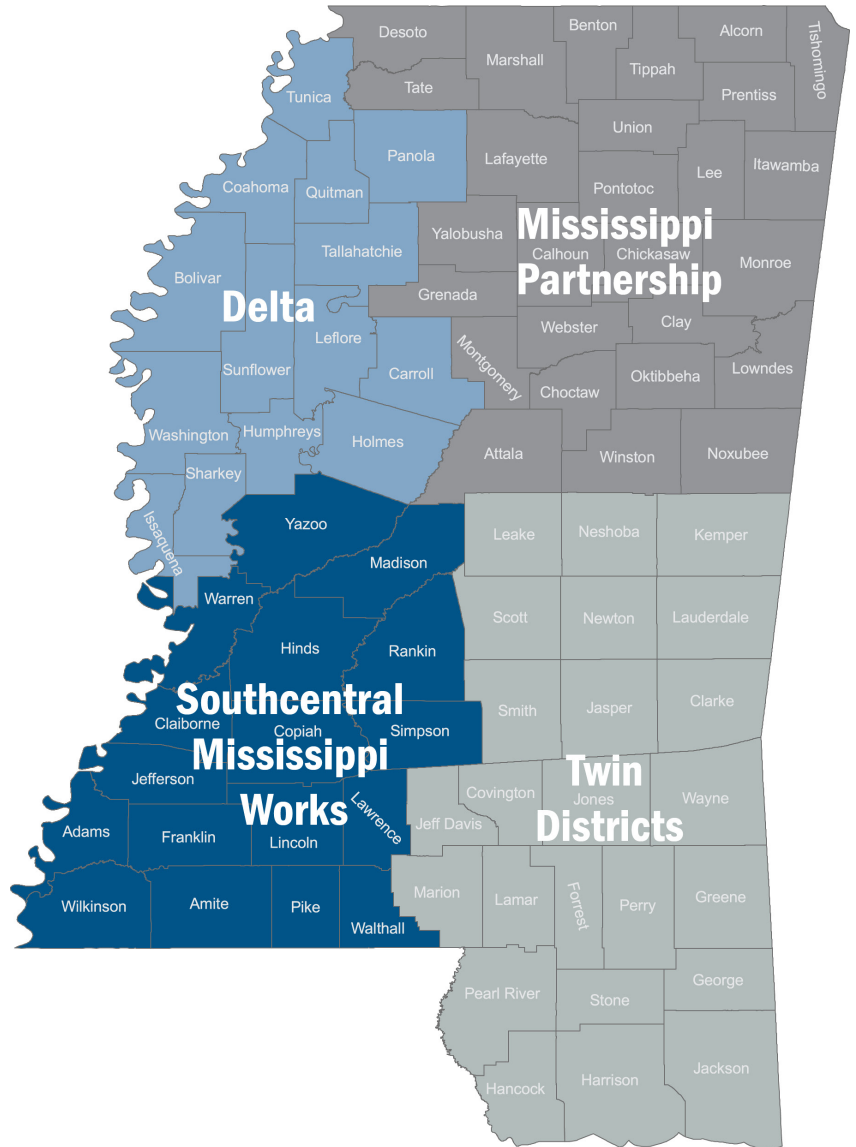 Desoto
Benton
Alcorn
Tishomingo
Marshall
Tippah
Tate
Prentiss
Tunica
Union
Panola
Lafayette
Lee
Itawamba
Coahoma
Quitman
Pontotoc
Mississippi
Yalobusha
Tallahatchie
Calhoun
Chickasaw
Monroe
Bolivar
Partnership
Grenada
Delta
Webster
Clay
Leflore
Montgomery
Sunflower
Carroll
Choctaw
Oktibbeha
Lowndes
Washington
Humphreys
Holmes
Attala
Winston
Noxubee
Sharkey
Issaquena
Yazoo
Leake
Neshoba
Kemper
Madison
Warren
Scott
Newton
Lauderdale
Hinds
Rankin
Southcentral
Smith
Jasper
Clarke
Claiborne
Copiah
Simpson
Mississippi
Jefferson
Twin
Covington
Jones
Wayne
Works
Lawrence
Jeff Davis
Districts
Adams
Franklin
Lincoln
Marion
Lamar
Forrest
Perry
Greene
Wilkinson
Amite
Pike
Walthall
Pearl River
Stone
George
Hancock
Harrison
Jackson